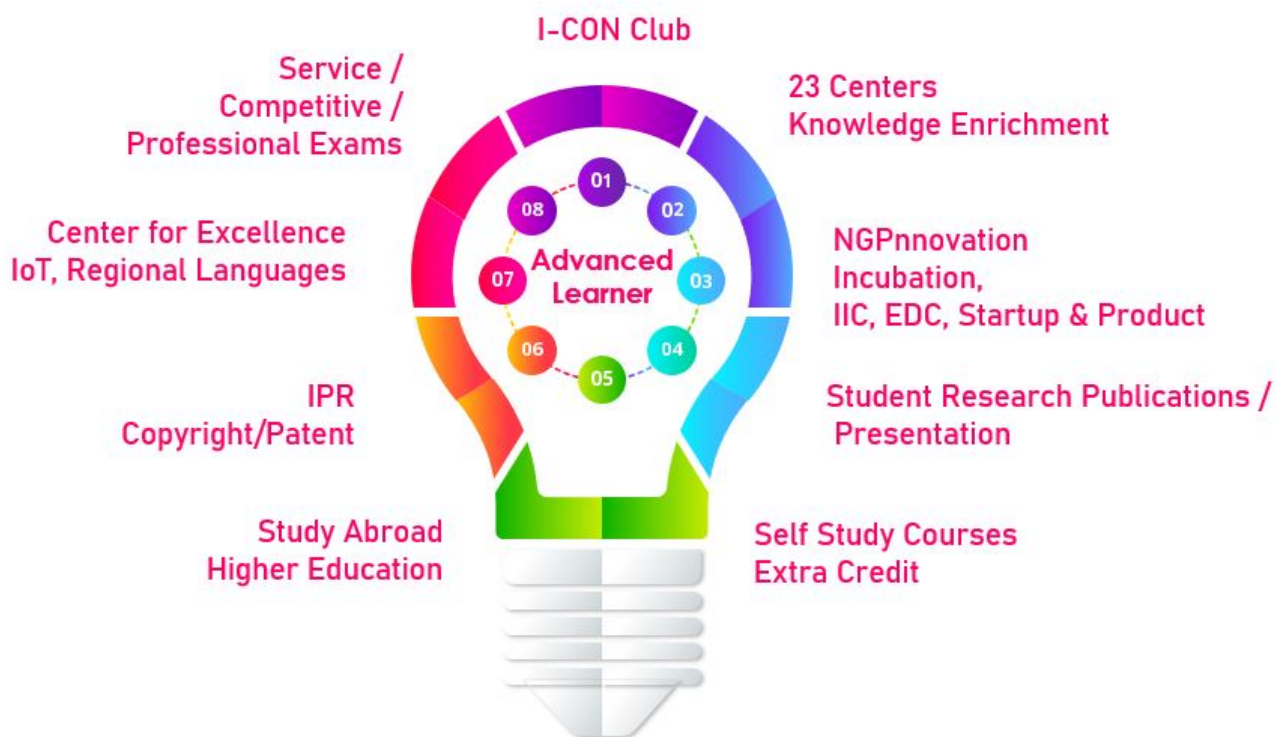 I-CON Club
Service /
Competitive /
Professional Exams
23 Centers
Knowledge Enrichment
Center for Excellence
IoT, Regional Languages
NGPnnovation
Incubation,
IIC, EDC, Startup & Product
IPR
Copyright/Patent
Student Research Publications /
Presentation
Study Abroad
Higher Education
Self Study Courses
Extra Credit
01
02
03
04
05
06
07
08
Advanced
Learner